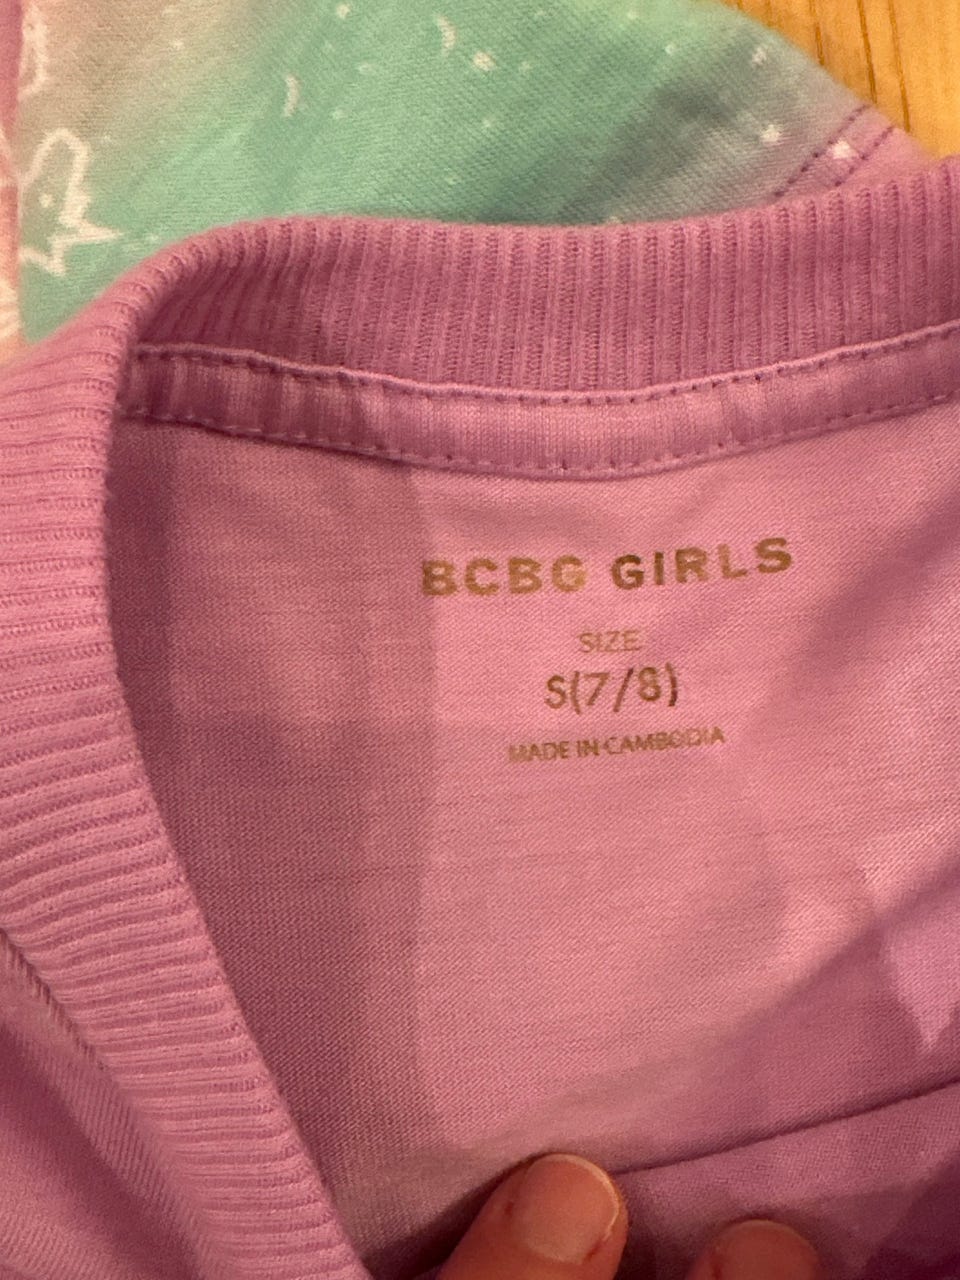 BCBG GIRLS
SIZE
S(7/8)
MADE IN CAMBODIA